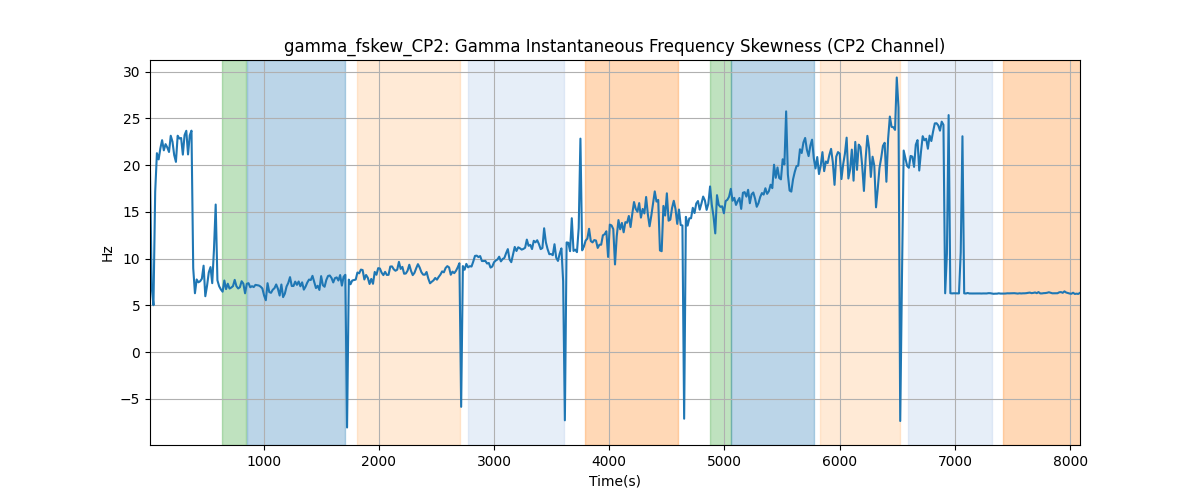 gamma_fskew_CP2: Gamma Instantaneous Frequency Skewness (CP2 Channel)
30
25
20
15
10
5
0
−5
Hz
1000 2000 3000 4000 5000 6000 7000 8000
Time(s)